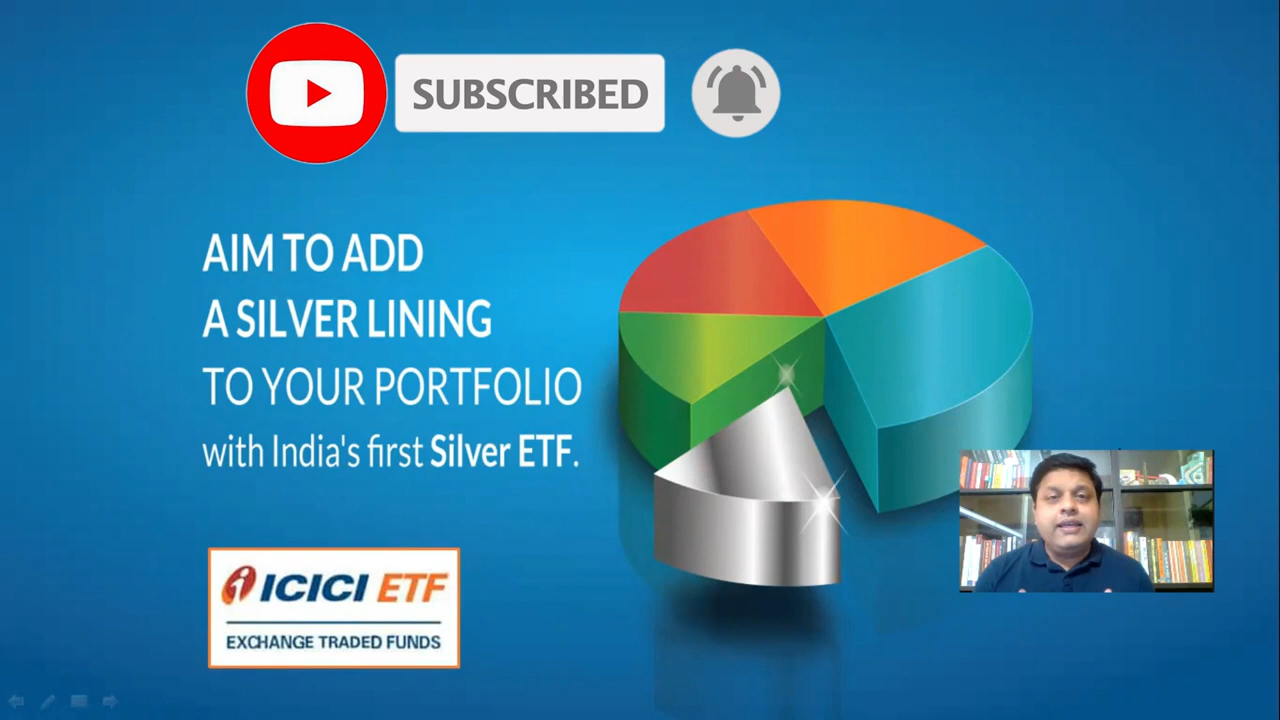 SUBSCRIBED
AIM TO ADD
A SILVER LINING
TO YOUR PORTFOLIO
with India's first Silver ETF.
ICICI ETF
EXCHANGE TRADED FUNDS